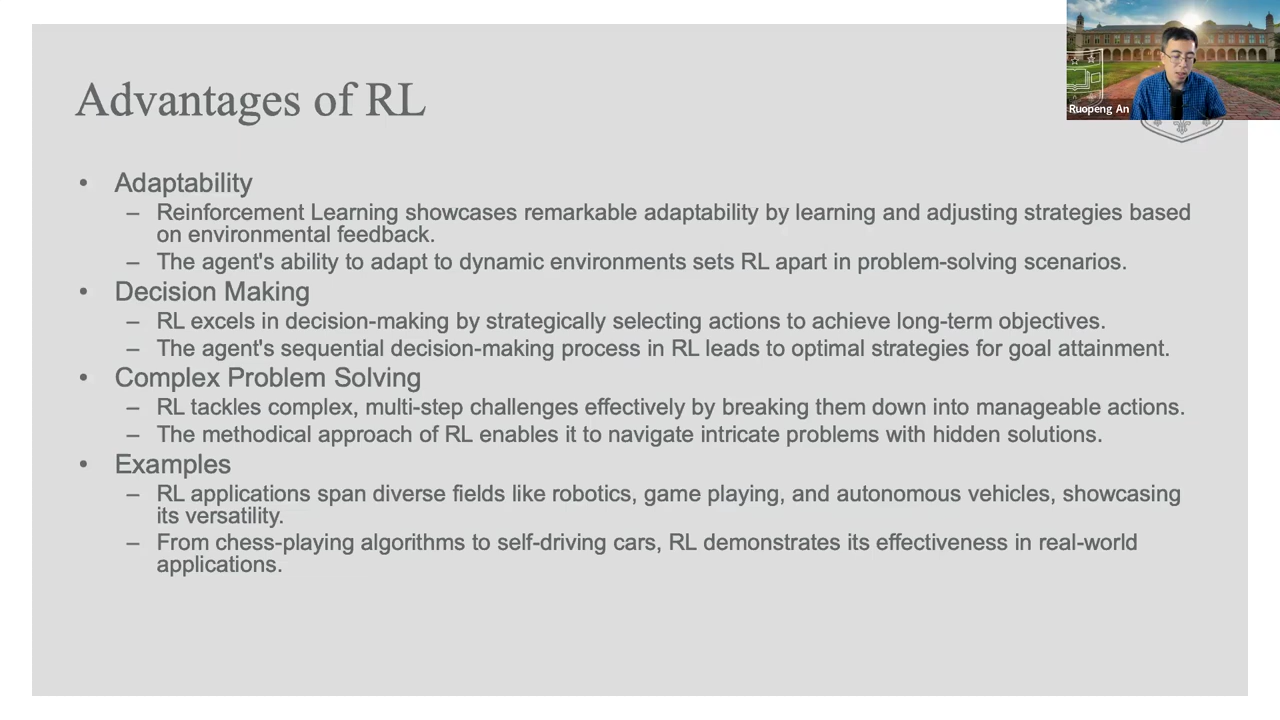 Advantages of RL
Ruopeng An
• Adaptability
– Reinforcement Learning showcases remarkable adaptability by learning and adjusting strategies based
on environmental feedback.
– The agent's ability to adapt to dynamic environments sets RL apart in problem-solving scenarios.
• Decision Making
– RL excels in decision-making by strategically selecting actions to achieve long-term objectives.
– The agent's sequential decision-making process in RL leads to optimal strategies for goal attainment.
• Complex Problem Solving
– RL tackles complex, multi-step challenges effectively by breaking them down into manageable actions.
– The methodical approach of RL enables it to navigate intricate problems with hidden solutions.
• Examples
– RL applications span diverse fields like robotics, game playing, and autonomous vehicles, showcasing
its versatility.
– From chess-playing algorithms to self-driving cars, RL demonstrates its effectiveness in real-world
applications.